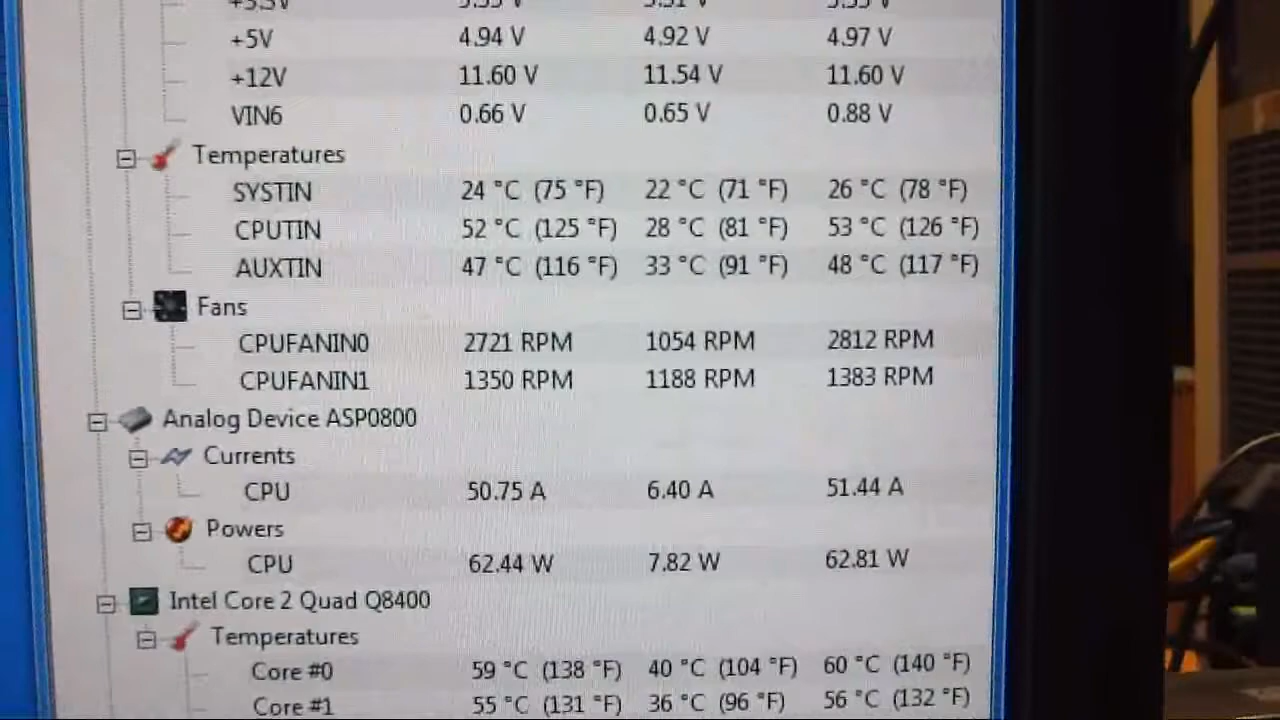 +5V 4.94 V 4.92 V 4.97 V
+12V 11.60 V 11.54 V 11.60 V
VIN6 0.66 V 0.65 V 0.88 V
Temperatures
SYSTIN 24 °C (75 °F) 22 °C (71 °F) 26 °C (78 °F)
CPUTIN 52 °C (125 °F) 28 °C (81 °F) 53 °C (126 °F)
AUXTIN 47 °C (116 °F) 33 °C (91 °F) 48 °C (117 °F)
Fans
CPUFANIN0 2721 RPM 1054 RPM 2812 RPM
CPUFANIN1 1350 RPM 1188 RPM 1383 RPM
Analog Device ASP0800
Currents
CPU 50.75 A 6.40 A 51.44 A
Powers
CPU 62.44 W 7.82 W 62.81 W
Intel Core 2 Quad Q8400
Temperatures
Core #0 59 °C (138 °F) 40 °C (104 °F) 60 °C (140 °F)
Core #1 55 °C (131 °F) 36 °C (96 °F) 56 °C (132 °F)